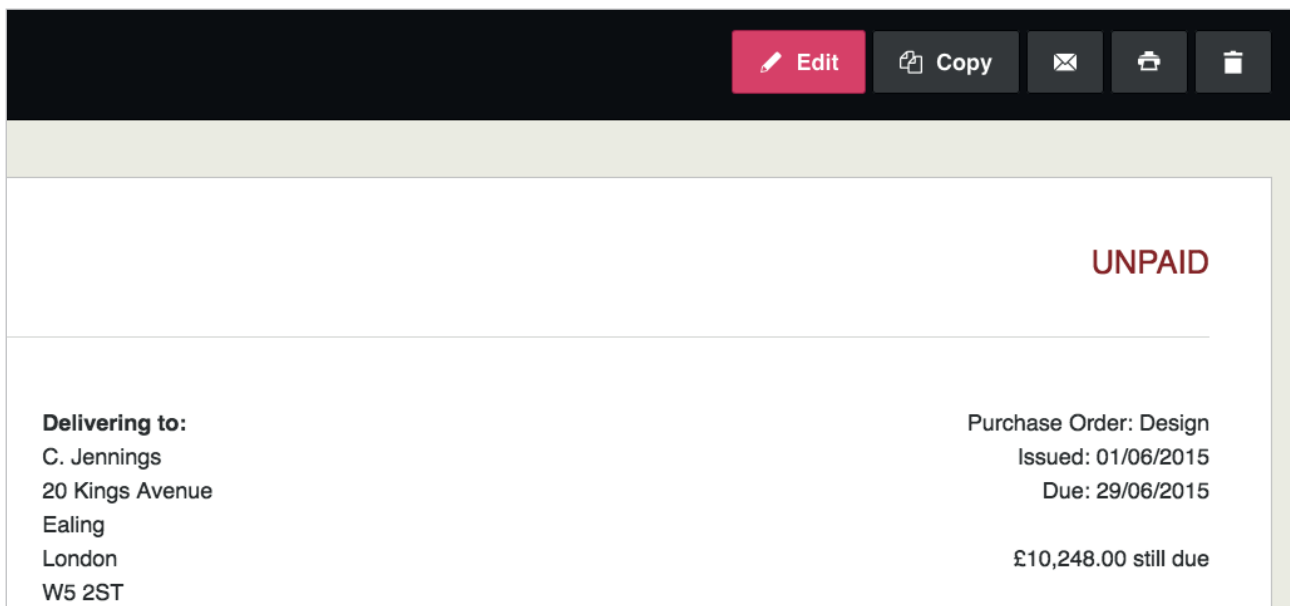 Edit Copy
UNPAID
Delivering to:
C. Jennings
20 Kings Avenue
Ealing
London
W5 2ST
Purchase Order: Design
Issued: 01/06/2015
Due: 29/06/2015
£10,248.00 still due